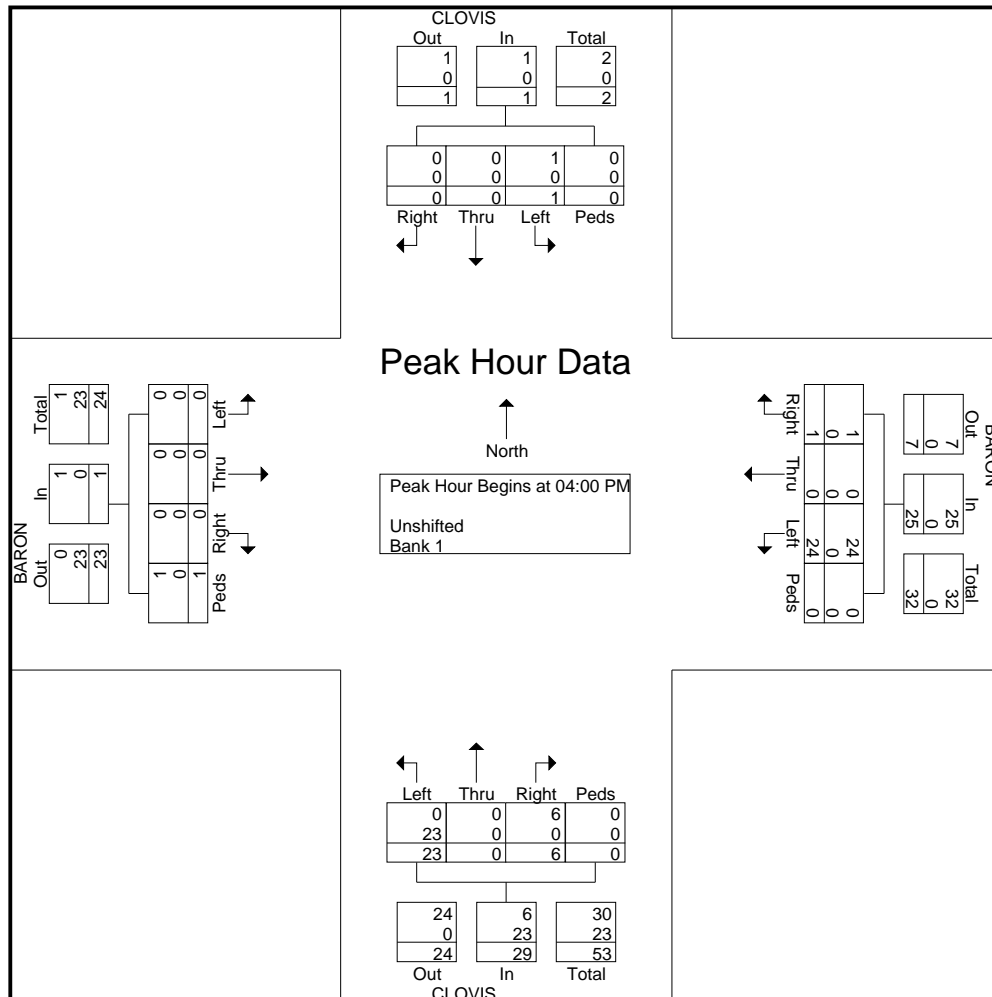 CLOVIS
Out In Total
1 1 2
0 0 0
1 1 2
0 0 1 0
0 0 0 0
0 0 1 0
Right Thru Left Peds
Peak Hour Data
North
Peak Hour Begins at 04:00 PM
Unshifted
Bank 1
BARON
Out In Total
0 1 1
23 0 23
23 1 24
1 0 0 0
0 0 0 0
1 0 0 0
Peds Right Thru Left
BARON
Out In Total
7 25 32
0 0 0
7 25 32
1 0 24 0
0 0 0 0
1 0 24 0
Right Thru Left Peds
Left Thru Right Peds
0 0 6 0
23 0 0 0
23 0 6 0
24 6 30
0 23 23
24 29 53
Out In Total
CLOVIS